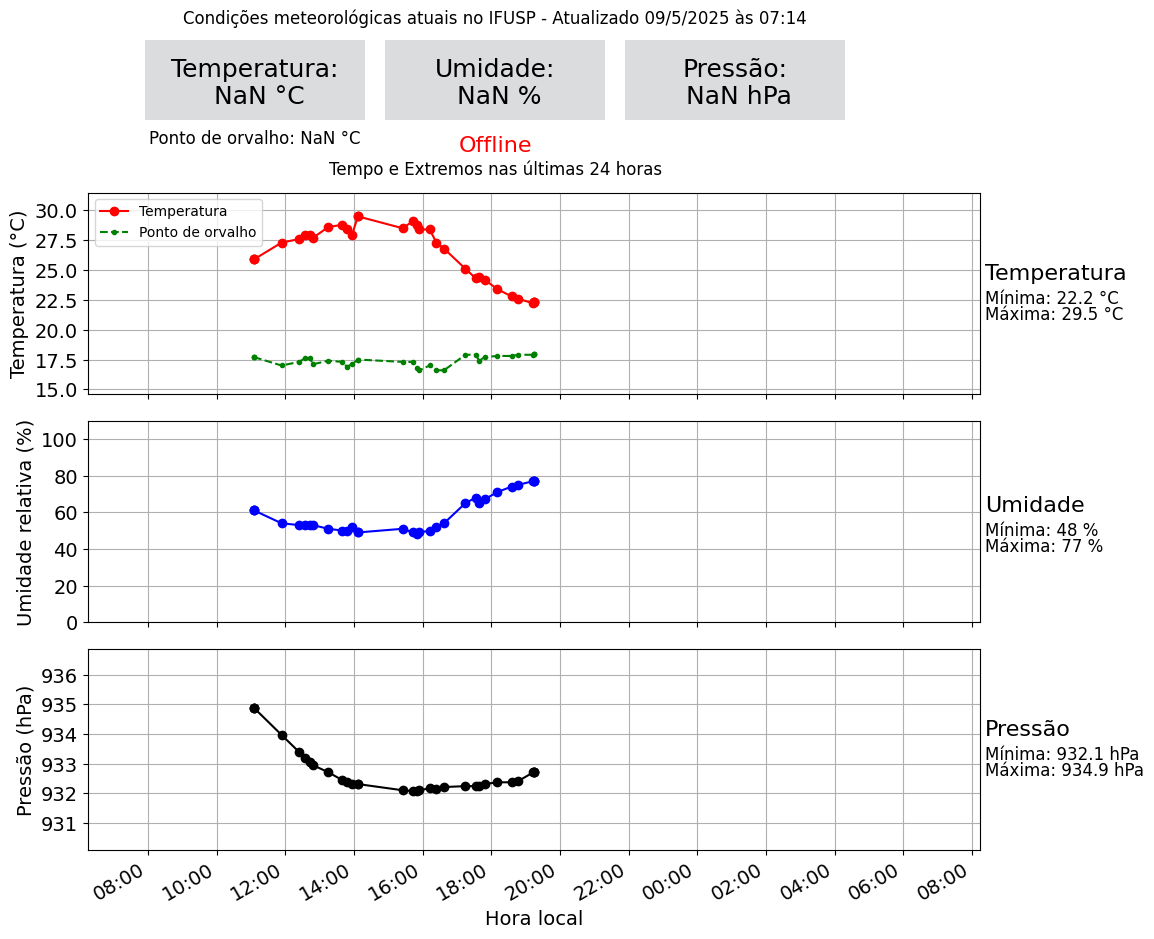 Condições meteorológicas atuais no IFUSP - Atualizado 09/5/2025 às 07:14
Temperatura:
NaN °C
Umidade:
NaN %
Pressão:
NaN hPa
Ponto de orvalho: NaN °C
Offline
Tempo e Extremos nas últimas 24 horas
Temperatura (°C)
30.0
27.5
25.0
22.5
20.0
17.5
15.0
Temperatura
Ponto de orvalho
Temperatura
Mínima: 22.2 °C
Máxima: 29.5 °C
Umidade relativa (%)
100
80
60
40
20
0
Umidade
Mínima: 48 %
Máxima: 77 %
Pressão (hPa)
936
935
934
933
932
931
Pressão
Mínima: 932.1 hPa
Máxima: 934.9 hPa
08:00 10:00 12:00 14:00 16:00 18:00 20:00 22:00 00:00 02:00 04:00 06:00 08:00
Hora local